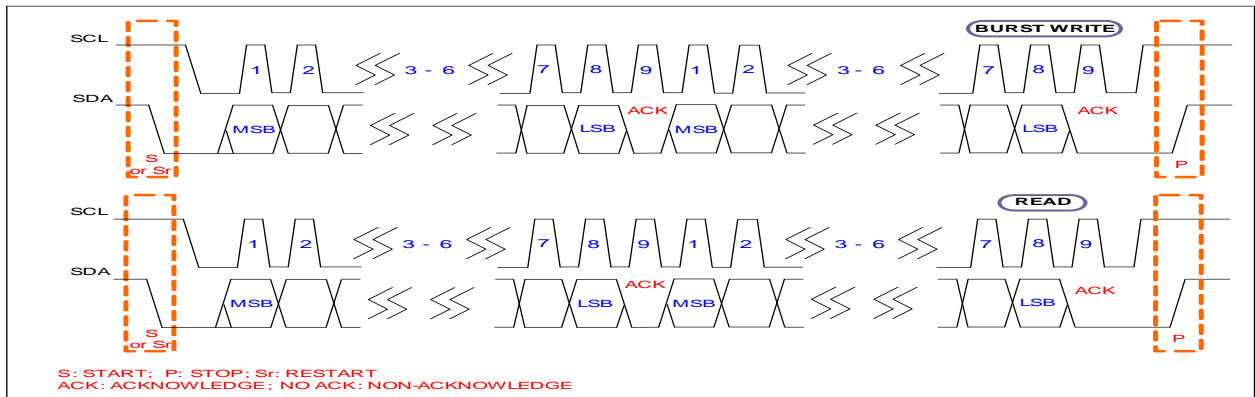 BURST WRITE
SCL
1 2 3 - 6 7 8 9 1 2 3 - 6 7 8 9
SDA
ACK ACK
MSB LSB MSB LSB
S
or Sr
P
READ
SCL
1 2 3 - 6 7 8 9 1 2 3 - 6 7 8 9
SDA
ACK ACK
MSB LSB MSB LSB
S
or Sr
P
S: START; P: STOP; Sr: RESTART
ACK: ACKNOWLEDGE; NO ACK: NON-ACKNOWLEDGE